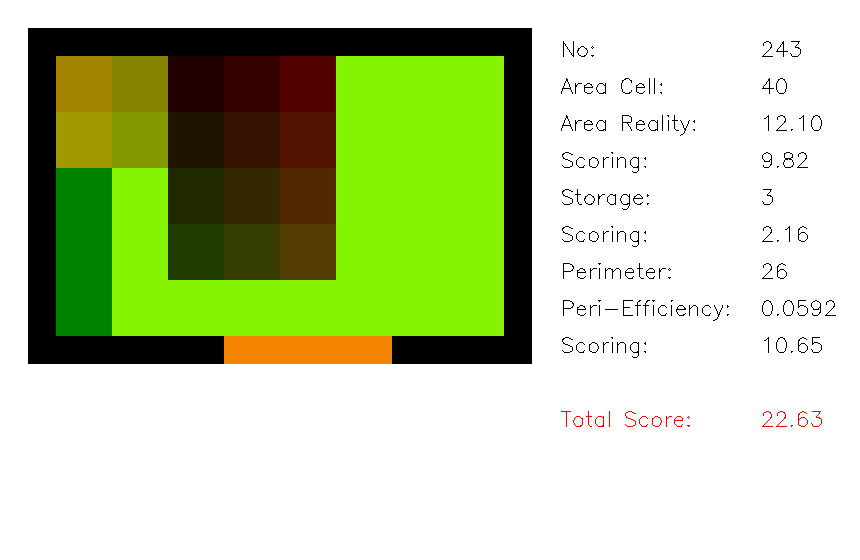 No: 243
Area Cell: 40
Area Reality: 12.10
Scoring: 9.82
Storage: 3
Scoring: 2.16
Perimeter: 26
Peri-Efficiency: 0.0592
Scoring: 10.65
Total Score: 22.63